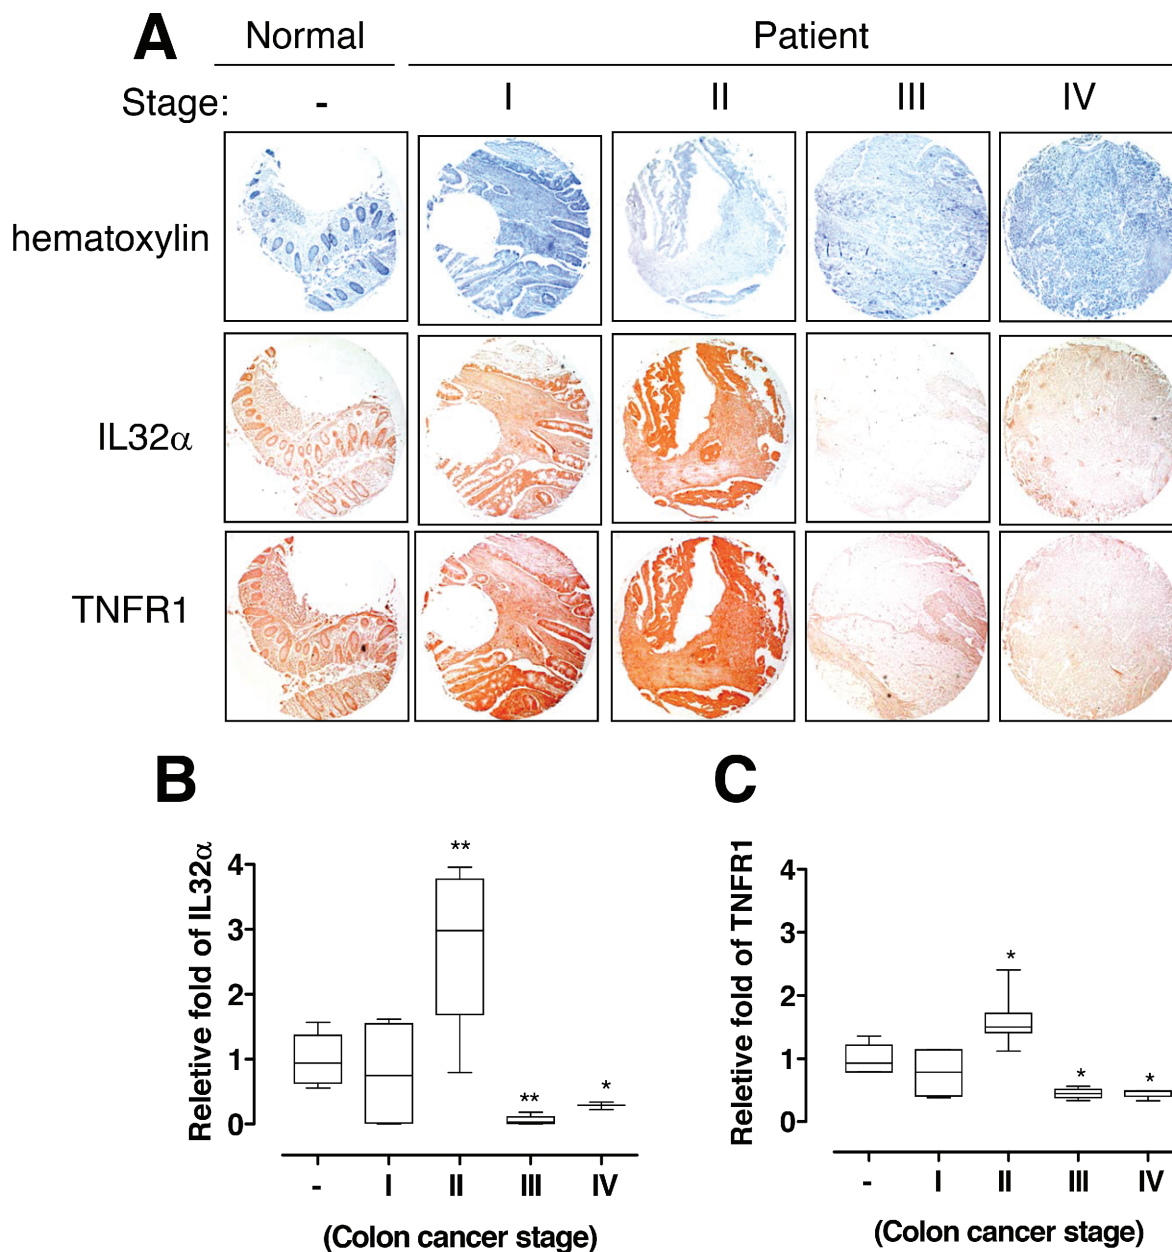 A
Normal Patient
Stage: - I II III IV
hematoxylin
IL32α
TNFR1
B
Reletive fold of IL32α
4
3
2
1
0
** ** *
- I II III IV
(Colon cancer stage)
C
Reletive fold of TNFR1
4
3
2
1
0
* * *
- I II III IV
(Colon cancer stage)